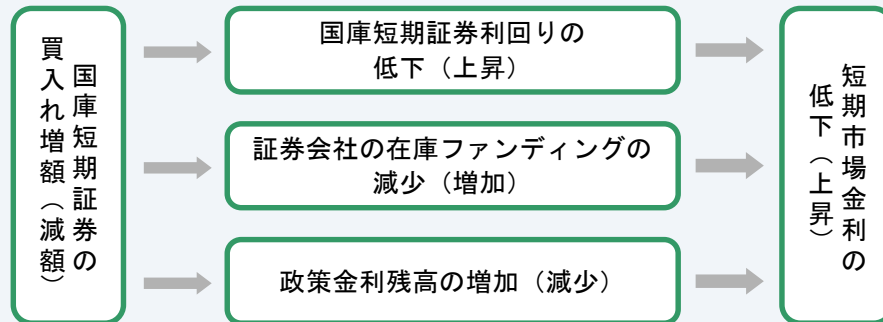 国庫短期証券の
買入れ増額（減額）
国庫短期証券利回りの
低下（上昇）
証券会社の在庫ファンディングの
減少（増加）
政策金利残高の増加（減少）
短期市場金利の
低下（上昇）